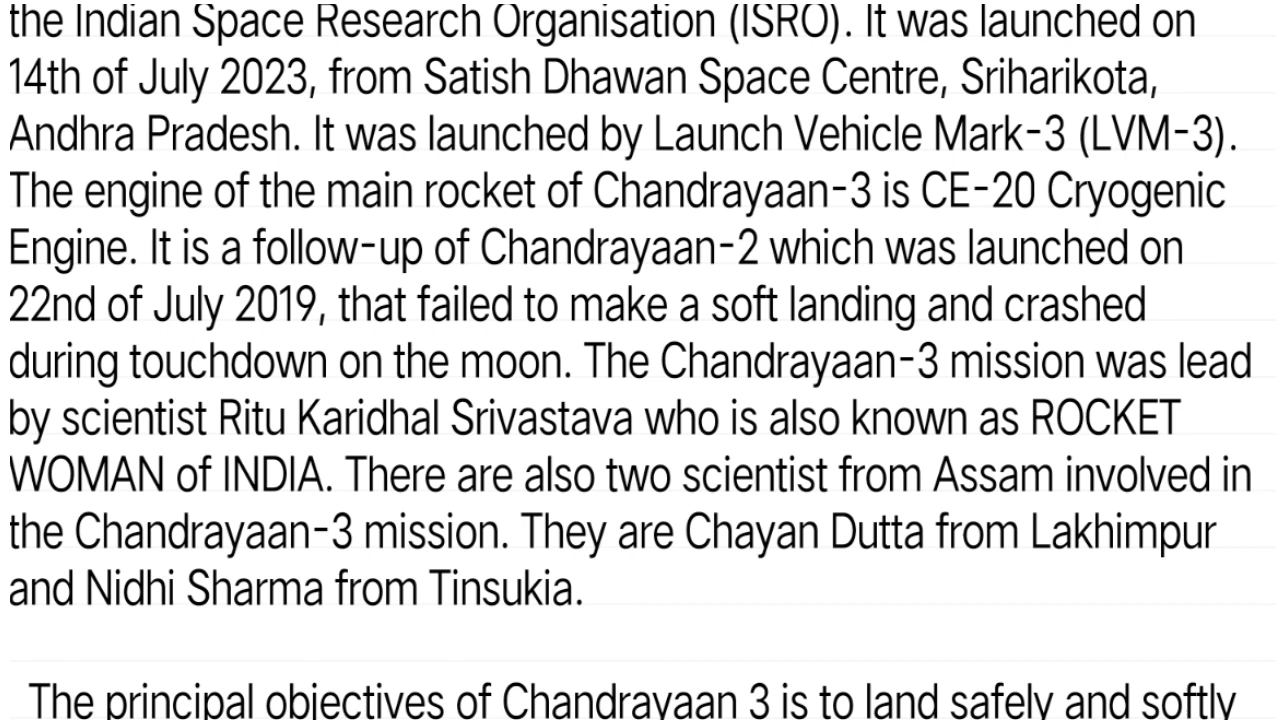 the Indian Space Research Organisation (ISRO). It was launched on
14th of July 2023, from Satish Dhawan Space Centre, Sriharikota,
Andhra Pradesh. It was launched by Launch Vehicle Mark-3 (LVM-3).
The engine of the main rocket of Chandrayaan-3 is CE-20 Cryogenic
Engine. It is a follow-up of Chandrayaan-2 which was launched on
22nd of July 2019, that failed to make a soft landing and crashed
during touchdown on the moon. The Chandrayaan-3 mission was lead
by scientist Ritu Karidhal Srivastava who is also known as ROCKET
WOMAN of INDIA. There are also two scientist from Assam involved in
the Chandrayaan-3 mission. They are Chayan Dutta from Lakhimpur
and Nidhi Sharma from Tinsukia.
The principal objectives of Chandrayaan 3 is to land safely and softly